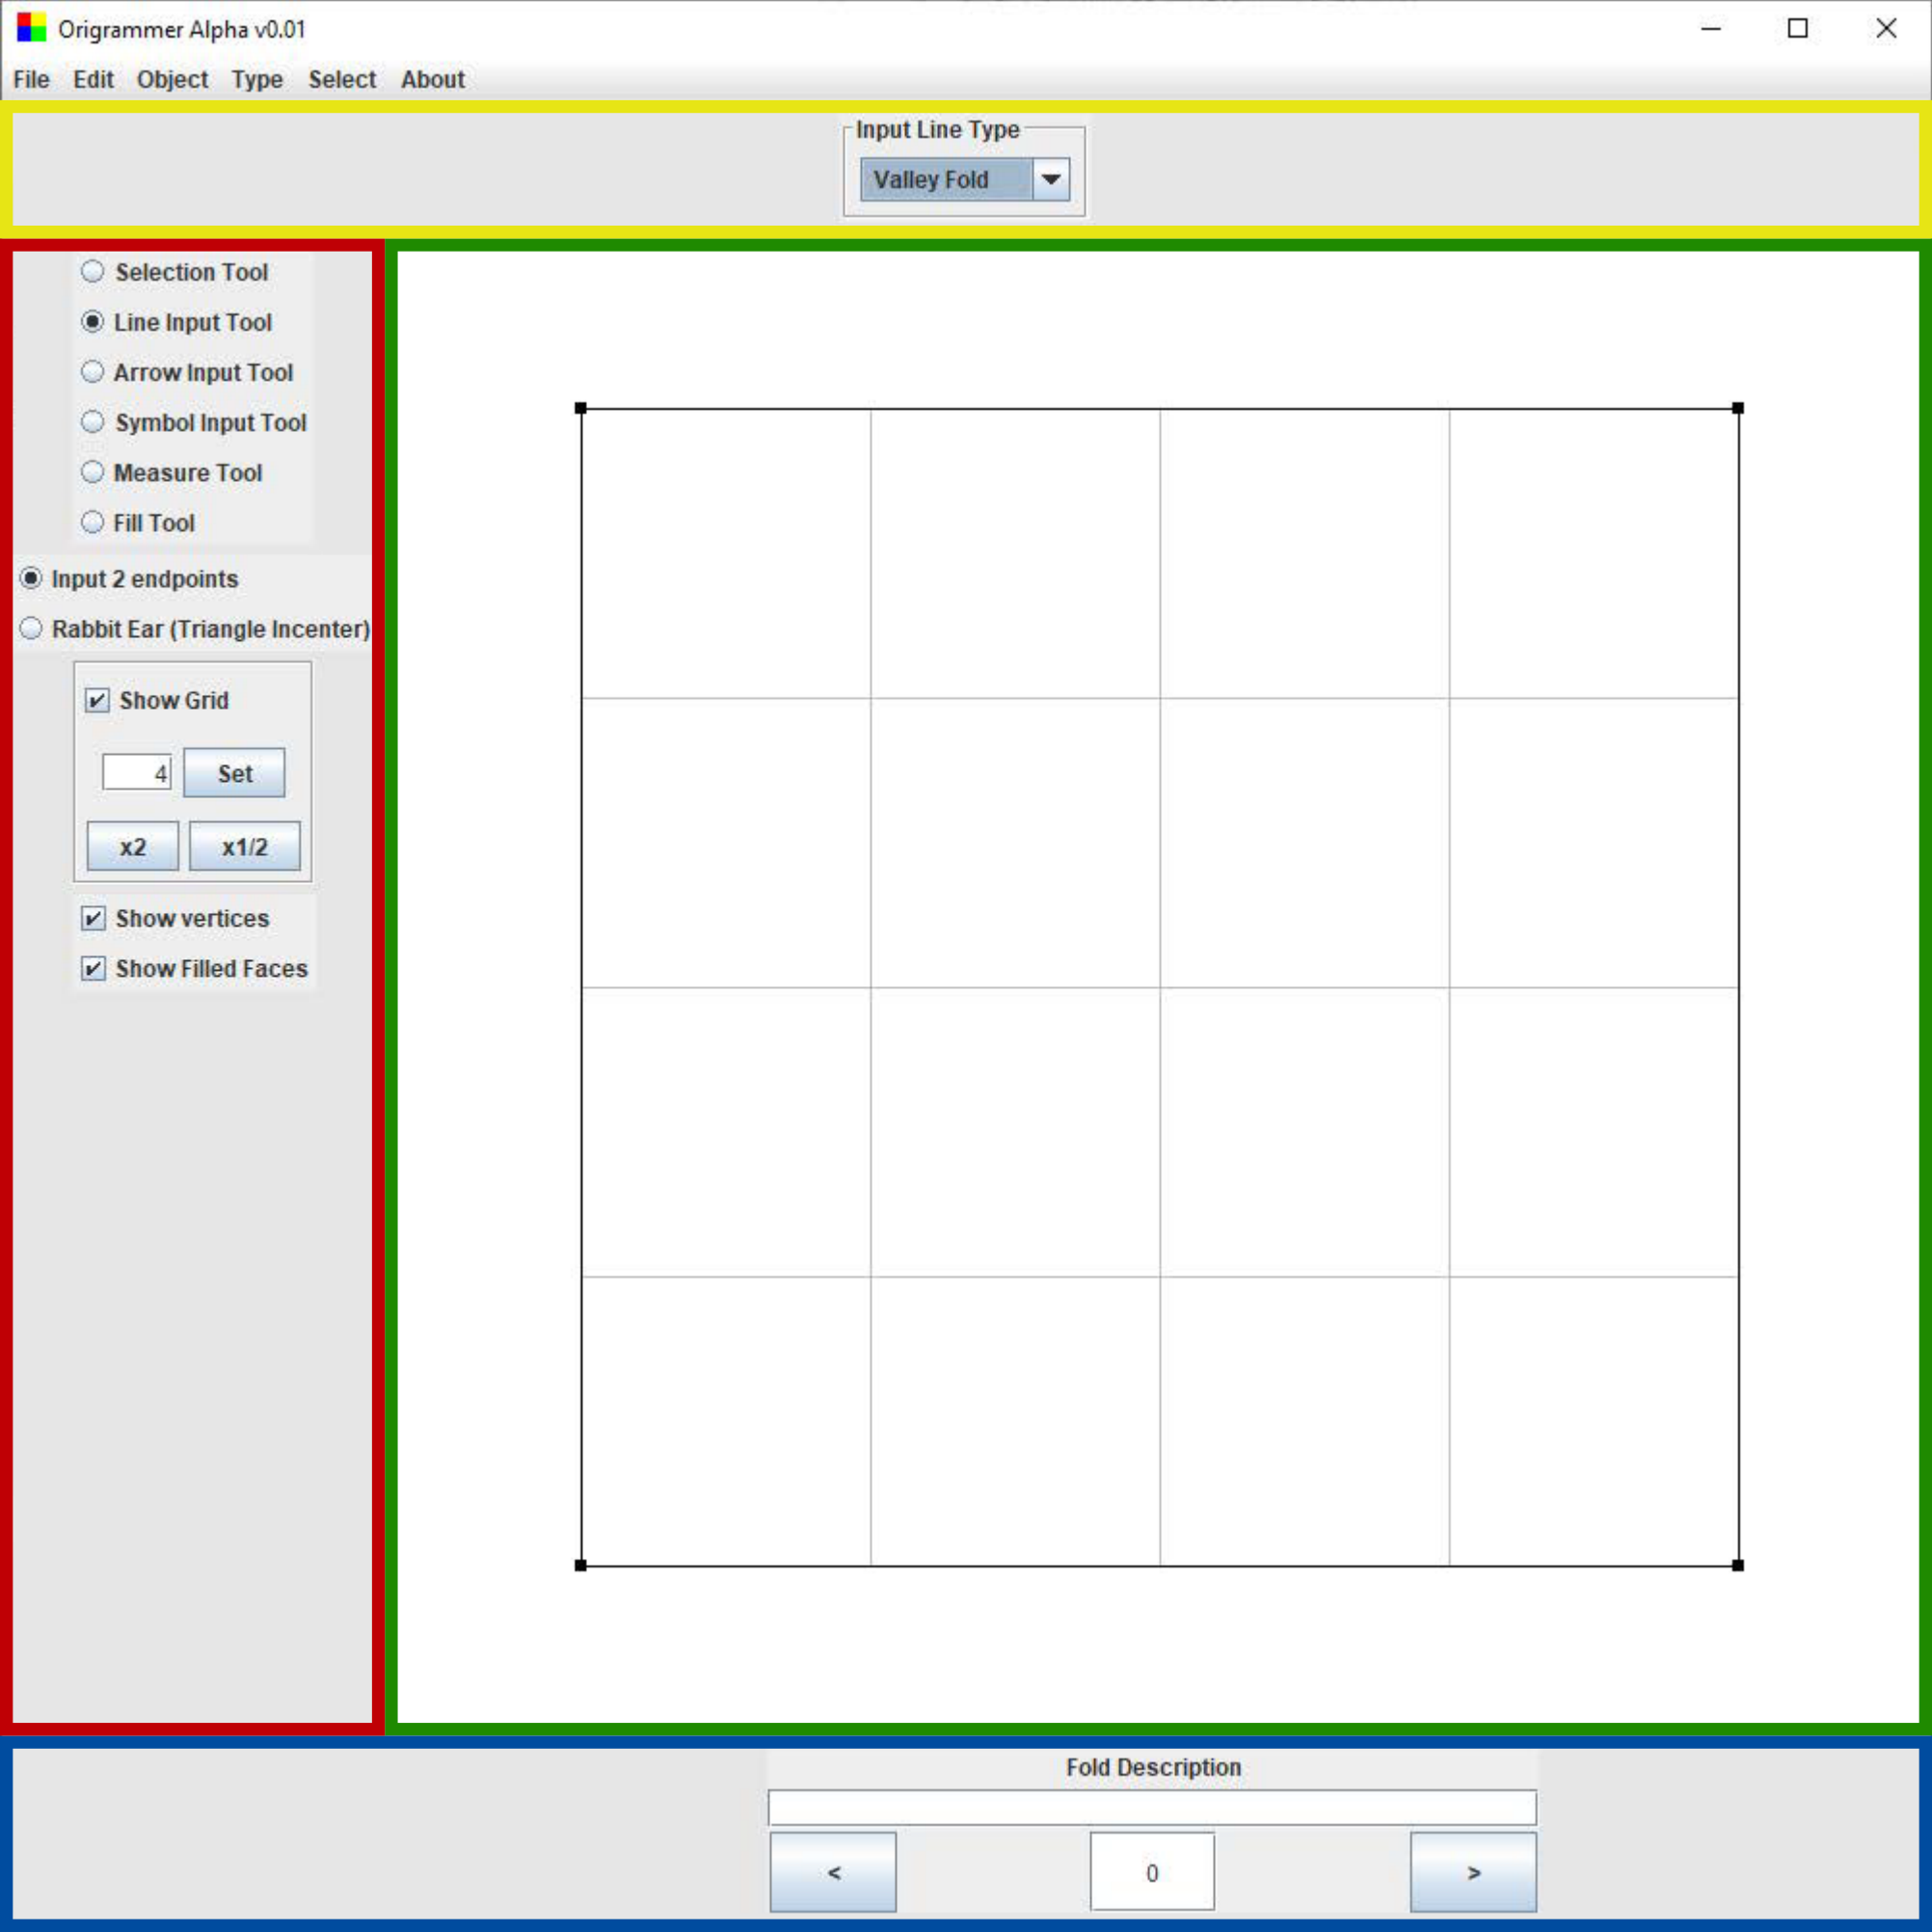 Origrammer Alpha v0.01
File Edit Object Type Select About
Input Line Type
Valley Fold
Selection Tool
Line Input Tool
Arrow Input Tool
Symbol Input Tool
Measure Tool
Fill Tool
Input 2 endpoints
Rabbit Ear (Triangle Incenter)
Show Grid
4 Set
x2 x1/2
Show vertices
Show Filled Faces
Fold Description
< 0 >